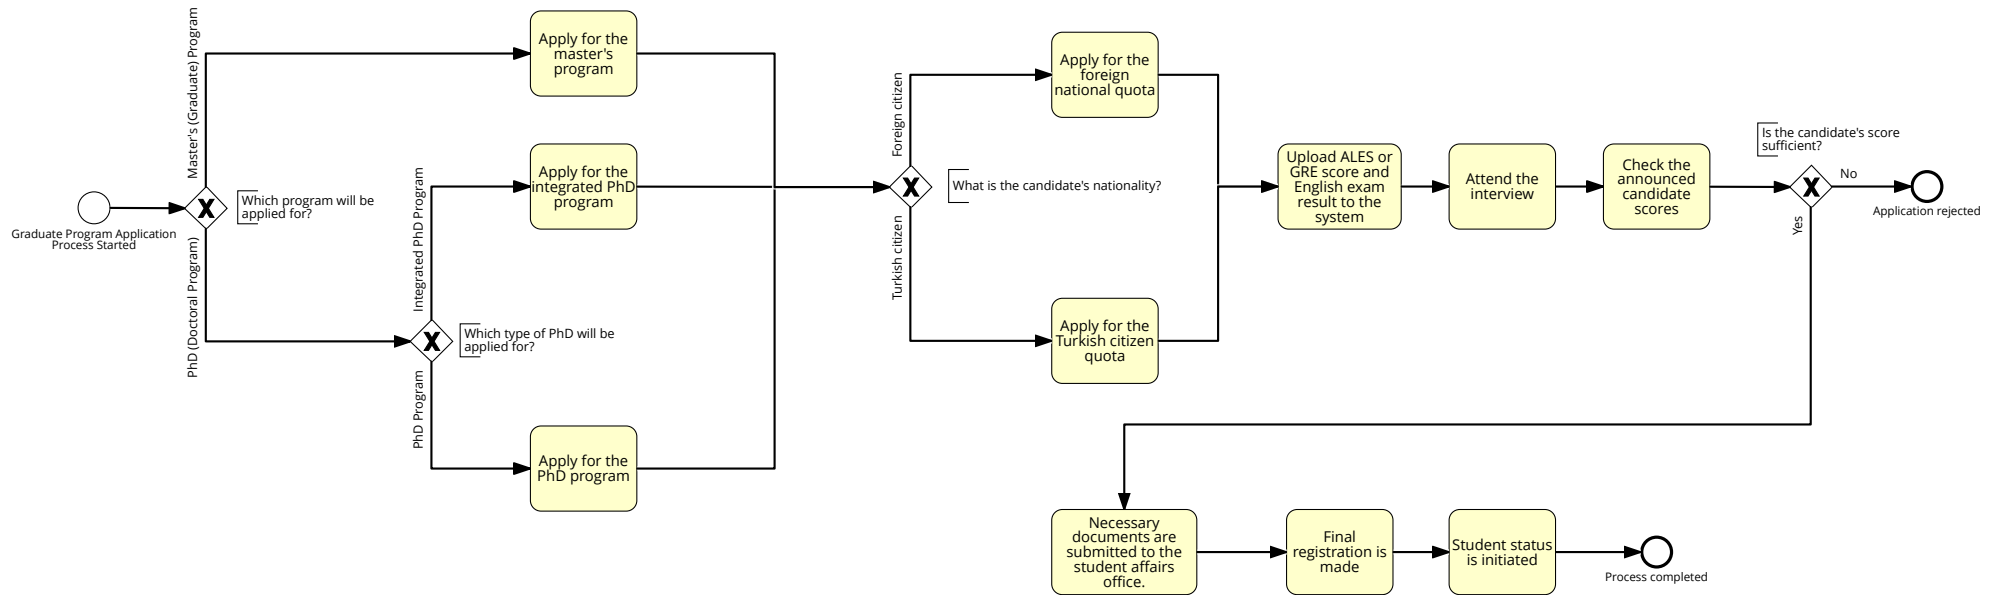 Graduate Program Application
Process Started
Master's (Graduate) Program
PhD (Doctoral Program)
Which program will be
applied for?
Integrated PhD Program
PhD Program
Which type of PhD will be
applied for?
Apply for the
master's
program
Apply for the
integrated PhD
program
Apply for the
PhD program
Foreign citizen
Turkish citizen
What is the candidate's nationality?
Apply for the
foreign
national quota
Apply for the
Turkish citizen
quota
Upload ALES or
GRE score and
English exam
result to the
system
Attend the
interview
Check the
announced
candidate
scores
Is the candidate's score
sufficient?
No
Application rejected
Yes
Necessary
documents are
submitted to the
student affairs
office.
Final
registration is
made
Student status
is initiated
Process completed